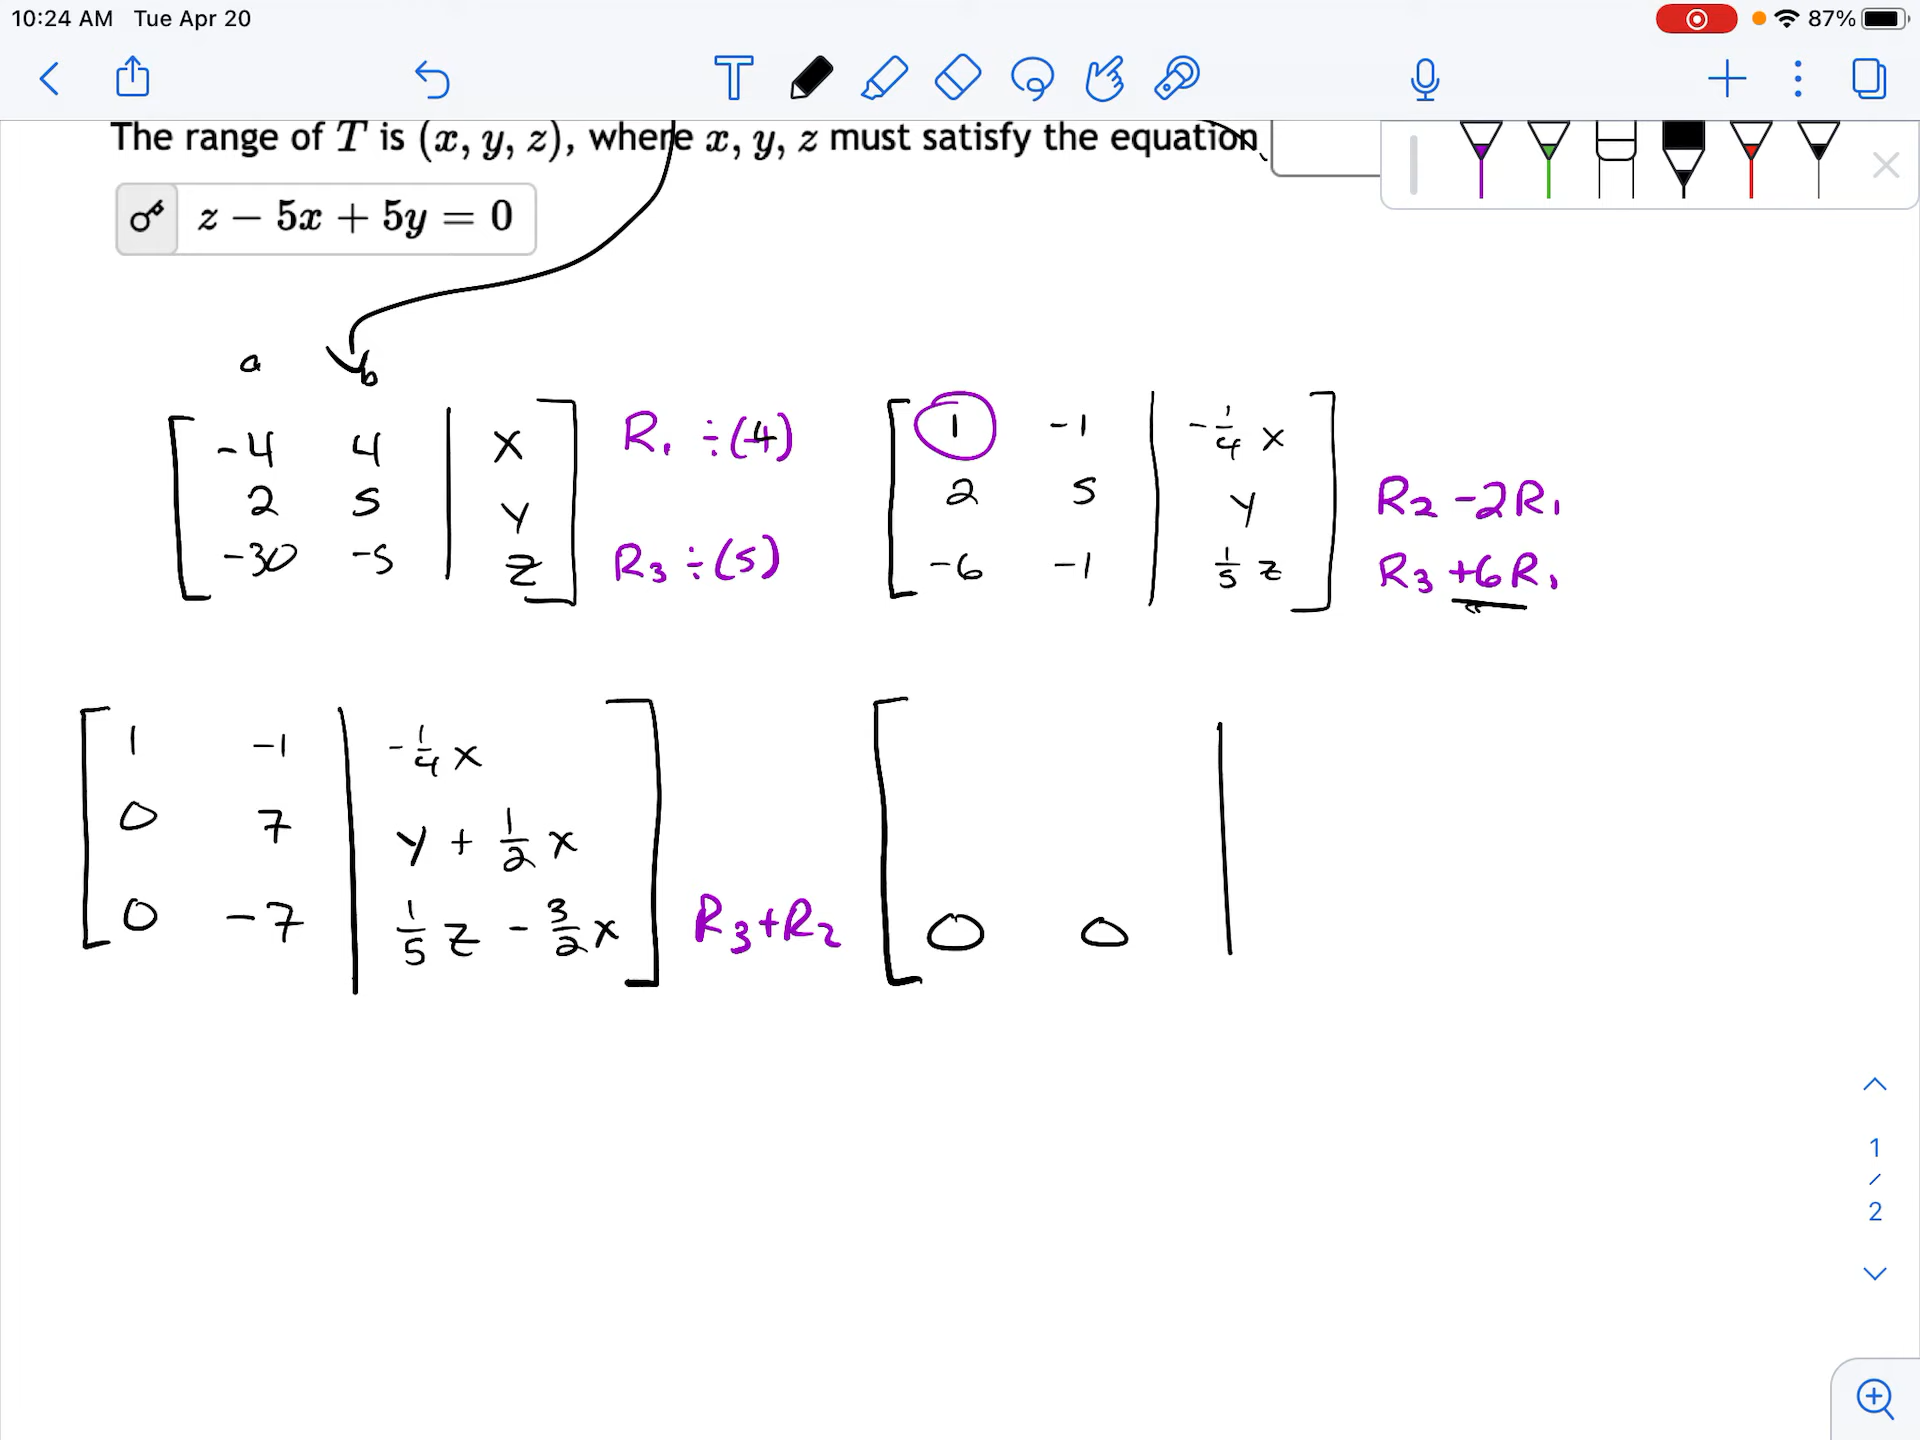 10:24 AM Tue Apr 20 87%
T
The range of T is (x, y, z), where x, y, z must satisfy the equation
z − 5x + 5y = 0
a b
-4 4 | x R₁ ÷(4)
2 5 | y
-30 -5 | z R₃ ÷(5)
1 -1 | -1/4 x
2 5 | y R₂ -2R₁
-6 -1 | 1/5 z R₃ +6R₁
1 -1 | -1/4 x
0 7 | y + 1/2 x
0 -7 | 1/5 z - 3/2 x R₃+R₂
0 0 |
1
/
2